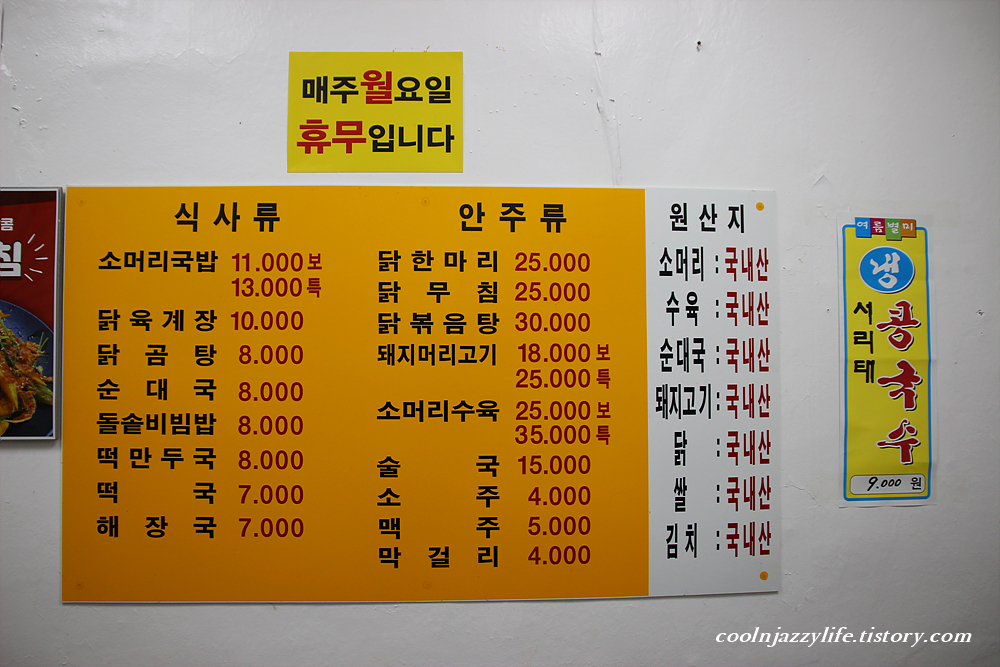 매주월요일
휴무입니다
식사류
소머리국밥 11.000 보
13.000 특
닭육계장 10.000
닭곰탕 8.000
순대국 8.000
돌솥비빔밥 8.000
떡만두국 8.000
떡국 7.000
해장국 7.000
안주류
닭한마리 25.000
닭무침 25.000
닭볶음탕 30.000
돼지머리고기 18.000 보
25.000 특
소머리수육 25.000 보
35.000 특
술국 15.000
소주 4.000
맥주 5.000
막걸리 4.000
원산지
소머리 : 국내산
수육 : 국내산
순대국 : 국내산
돼지고기 : 국내산
닭 : 국내산
쌀 : 국내산
김치 : 국내산
여름별미
냉
서리태
콩국수
9.000 원
콩
침
coolnjazzylife.tistory.com